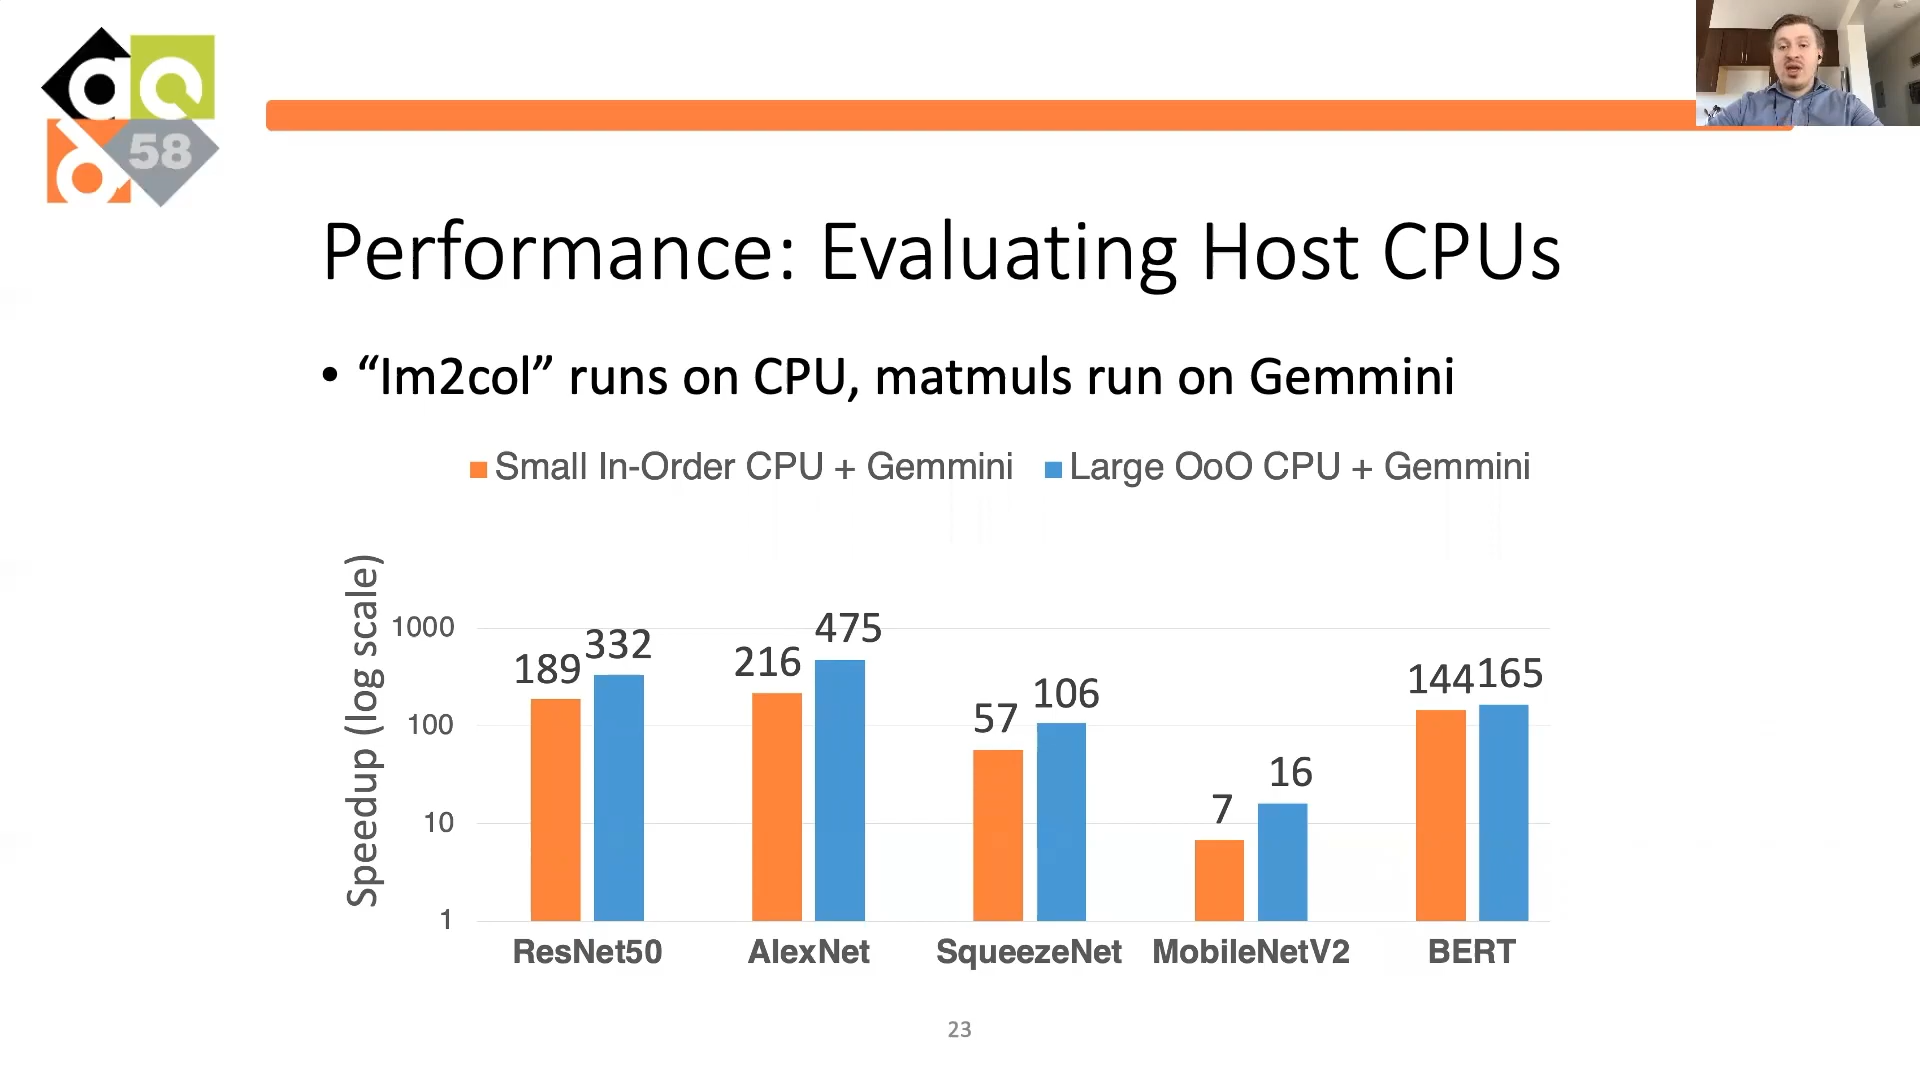 58
Performance: Evaluating Host CPUs
• “Im2col” runs on CPU, matmuls run on Gemmini
Small In-Order CPU + Gemmini Large OoO CPU + Gemmini
Speedup (log scale)
1000
100
10
1
189 332
216 475
57 106
7 16
144 165
ResNet50 AlexNet SqueezeNet MobileNetV2 BERT
23